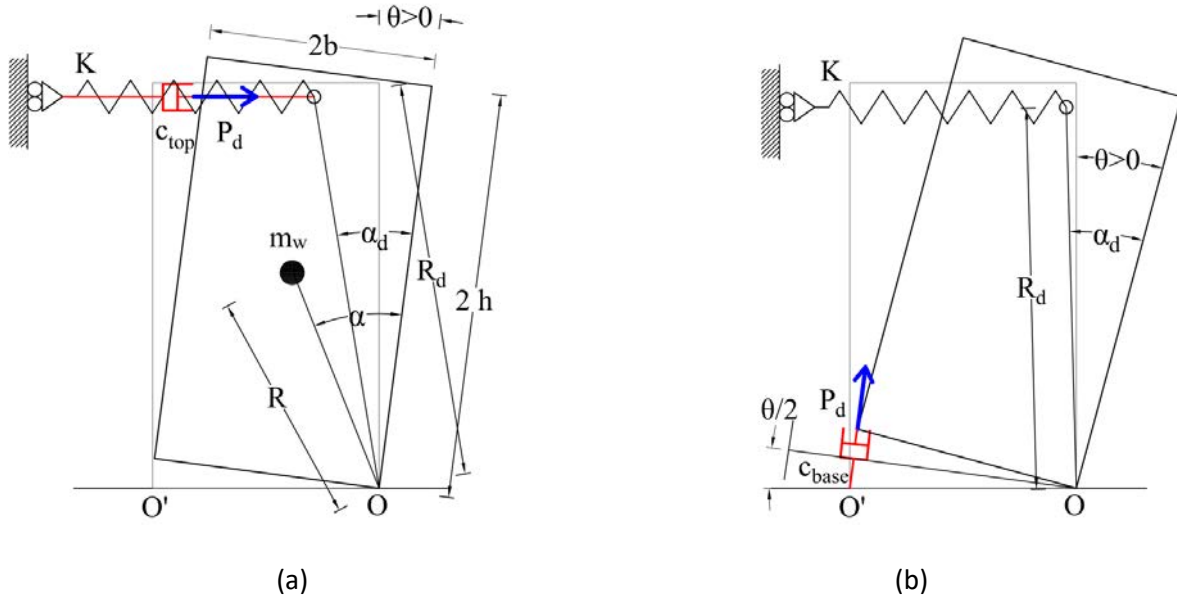 θ>0
2b
K
c_top
P_d
α_d
m_w
R_d
2 h
α
R
O'
O
(a)
K
θ>0
α_d
R_d
P_d
θ/2
c_base
O'
O
(b)